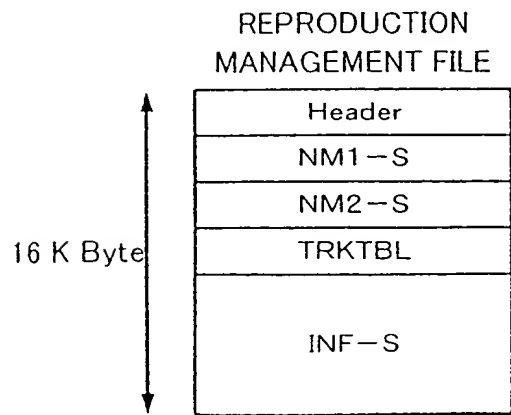 REPRODUCTION
MANAGEMENT FILE
Header
NM1-S
NM2-S
16 K Byte
TRKTBL
INF-S